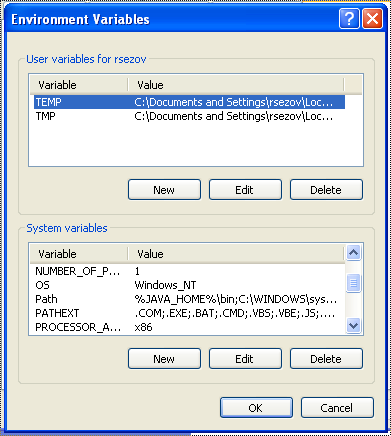 Environment Variables
User variables for rsezov
Variable Value
TEMP C:\Documents and Settings\rsezov\Loc...
TMP C:\Documents and Settings\rsezov\Loc...
New Edit Delete
System variables
Variable Value
NUMBER_OF_P... 1
OS Windows_NT
Path %JAVA_HOME%\bin;C:\WINDOWS\sys...
PATHEXT .COM;.EXE;.BAT;.CMD;.VBS;.VBE;.JS;....
PROCESSOR_A... x86
New Edit Delete
OK Cancel